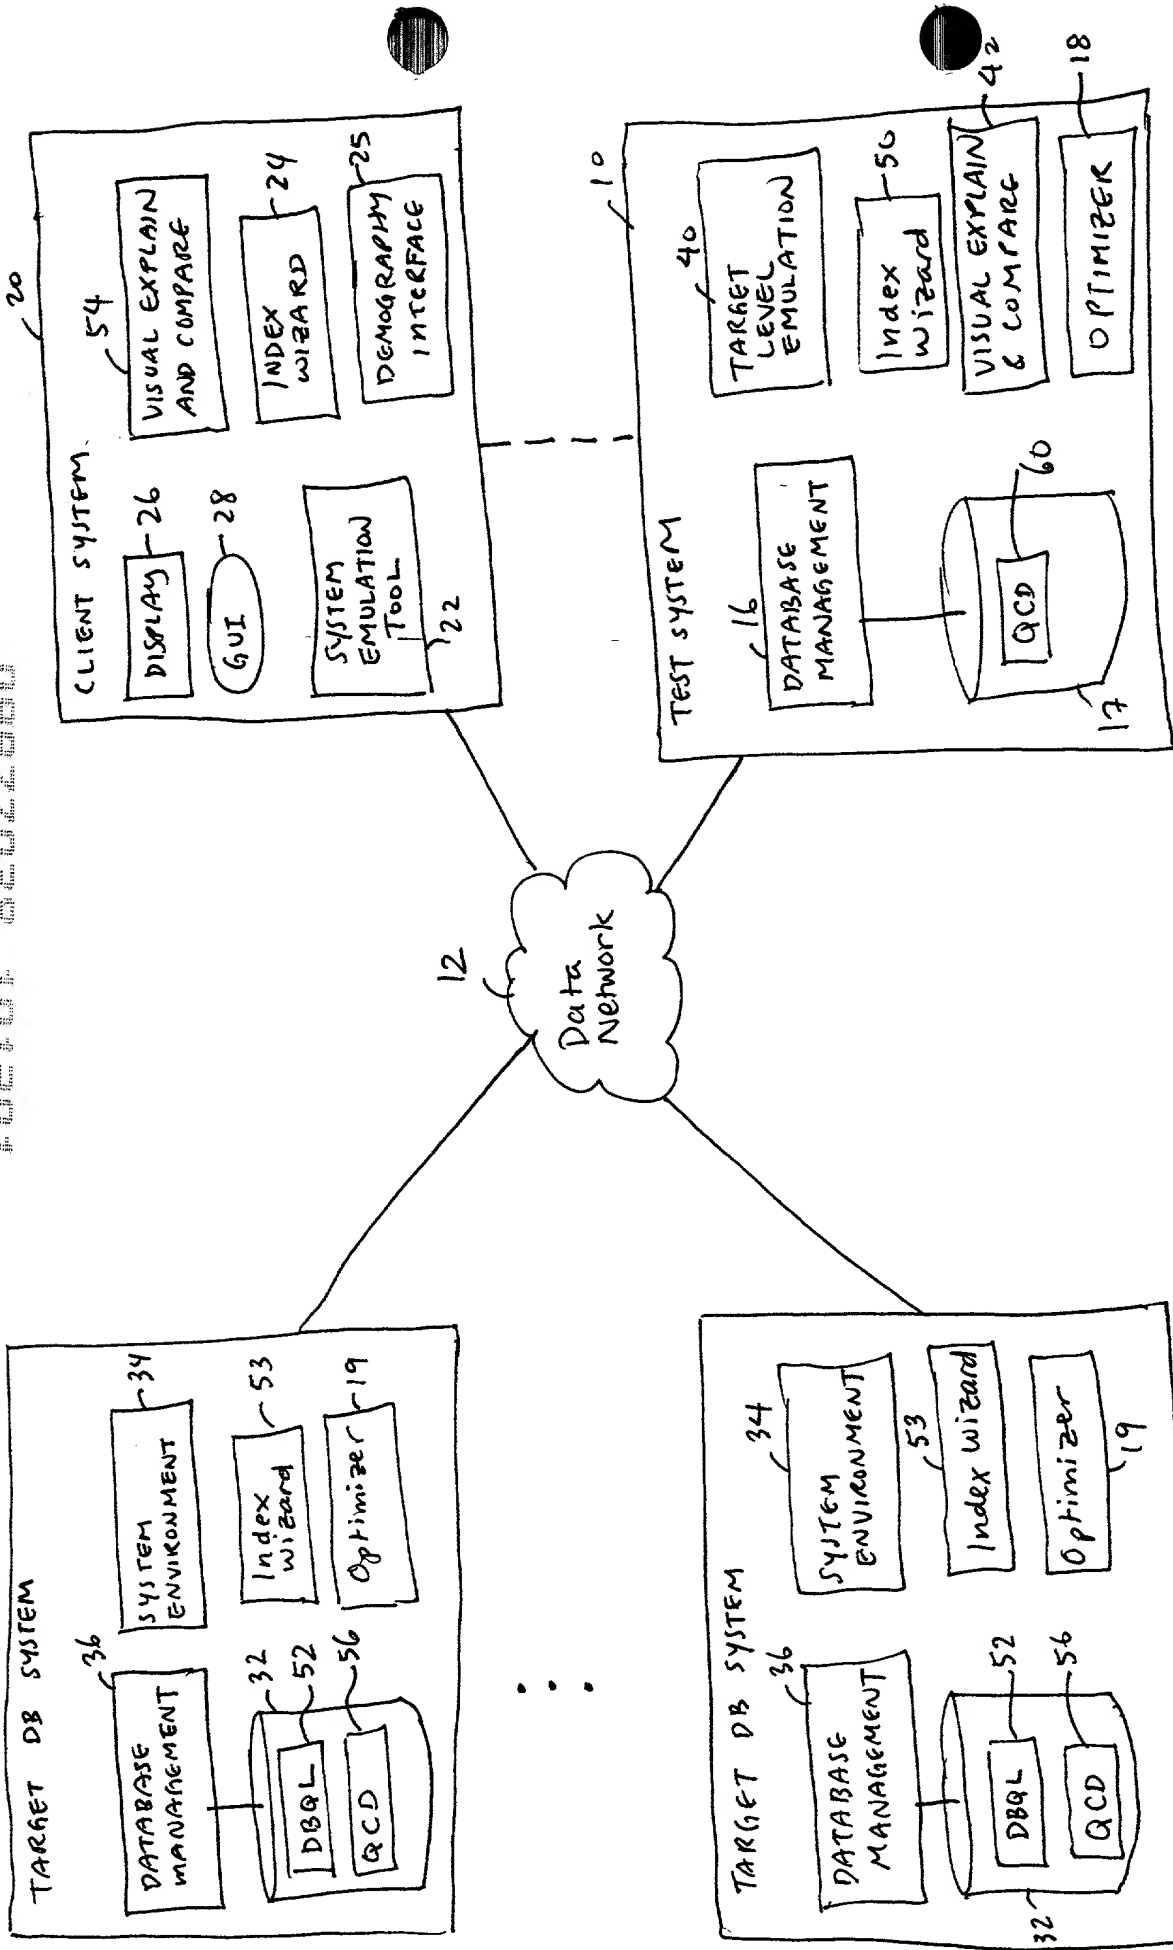 TARGET DB SYSTEM
36
DATABASE
MANAGEMENT
32
DBQL
52
QCD
56
SYSTEM
ENVIRONMENT
34
Index
Wizard
53
Optimizer
19
TARGET DB SYSTEM
36
DATABASE
MANAGEMENT
32
DBQL
52
QCD
56
SYSTEM
ENVIRONMENT
34
Index Wizard
53
Optimizer
19
12
Data
Network
20
CLIENT SYSTEM
DISPLAY
26
GUI
28
SYSTEM
EMULATION
TOOL
22
54
VISUAL EXPLAIN
AND COMPARE
INDEX
WIZARD
24
DEMOGRAPHY
INTERFACE
25
10
TEST SYSTEM
16
DATABASE
MANAGEMENT
QCD
60
17
40
TARGET
LEVEL
EMULATION
Index
Wizard
50
VISUAL EXPLAIN
& COMPARE
42
OPTIMIZER
18